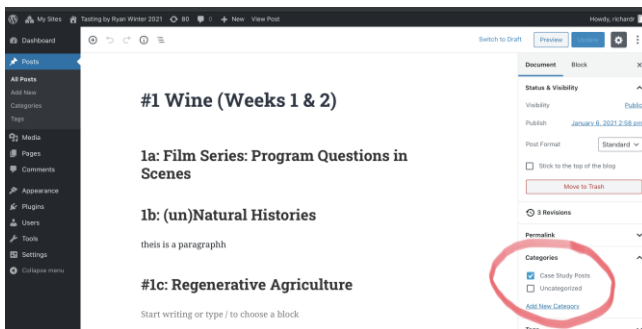 My Sites Tasting by Ryan Winter 2021 80 0 + New View Post Howdy, richardr
Dashboard
Posts
All Posts
Add New
Categories
Tags
Media
Pages
Comments
Appearance
Plugins
Users
Tools
Settings
Collapse menu
Switch to Draft Preview Update
#1 Wine (Weeks 1 & 2)
1a: Film Series: Program Questions in
Scenes
1b: (un)Natural Histories
theis is a paragraphh
#1c: Regenerative Agriculture
Start writing or type / to choose a block
Document Block
Status & Visibility
Visibility Public
Publish January 6, 2021 2:58 pm
Post Format Standard
Stick to the top of the blog
Move to Trash
3 Revisions
Permalink
Categories
Case Study Posts
Uncategorized
Add New Category